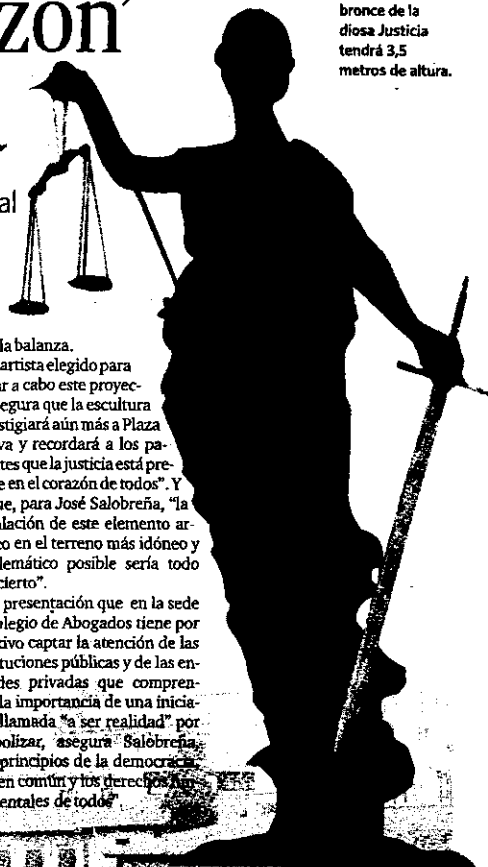 zón
al
bronce de la
diosa Justicia
tendrá 3,5
metros de altura.
la balanza.
artista elegido para
ar a cabo este proyec-
egura que la escultura
stigiará aún más a Plaza
va y recordará a los pa-
tes que la justicia está pre-
e en el corazón de todos”. Y
ue, para José Salobreña, “la
alación de este elemento ar-
co en el terreno más idóneo y
lemático posible sería todo
cierto”.
presentación que en la sede
olegio de Abogados tiene por
tivo captar la atención de las
tuciones públicas y de las en-
des privadas que compren-
la importancia de una inicia-
llamada “a ser realidad” por
bolizar, asegura Salobreña,
principios de la democracia,
en común y los derechos
entales de todos”.